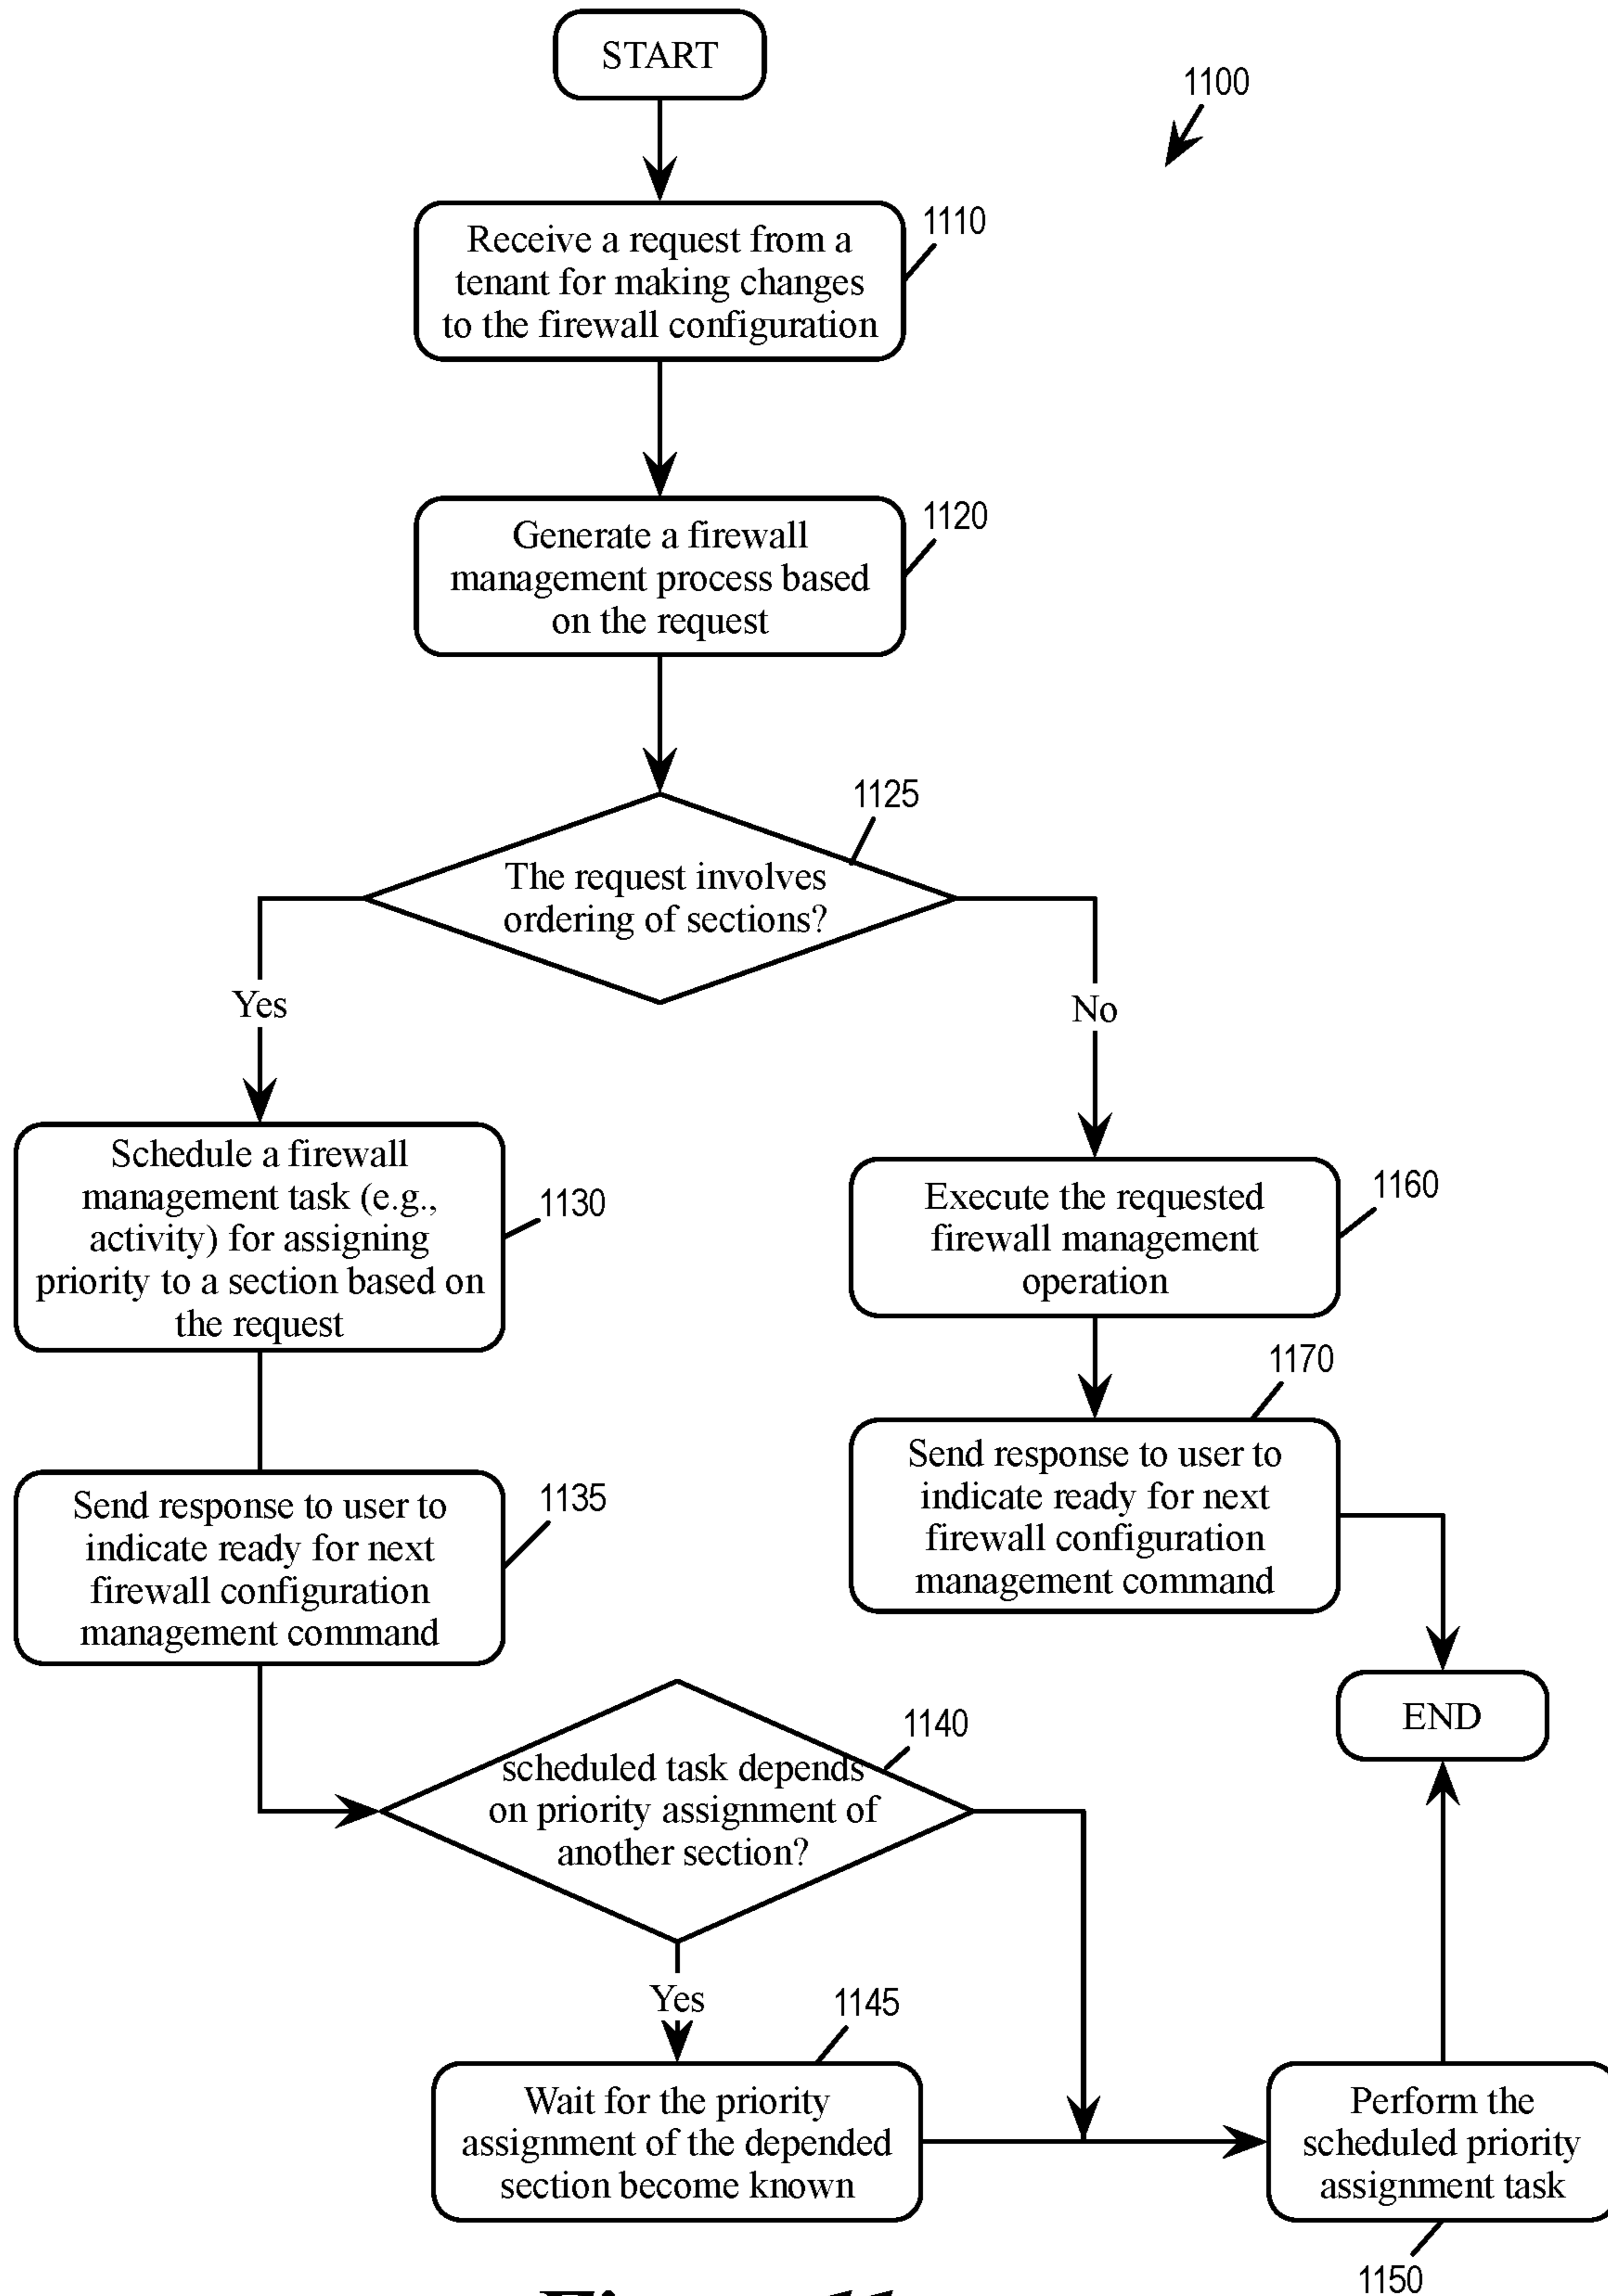 START
1100
Receive a request from a
tenant for making changes
to the firewall configuration
1110
Generate a firewall
management process based
on the request
1120
1125
The request involves
ordering of sections?
Yes
No
Schedule a firewall
management task (e.g.,
activity) for assigning
priority to a section based on
the request
1130
Execute the requested
firewall management
operation
1160
1170
Send response to user to
indicate ready for next
firewall configuration
management command
Send response to user to
indicate ready for next
firewall configuration
management command
1135
END
1140
scheduled task depends
on priority assignment of
another section?
Yes
1145
Wait for the priority
assignment of the depended
section become known
Perform the
scheduled priority
assignment task
1150